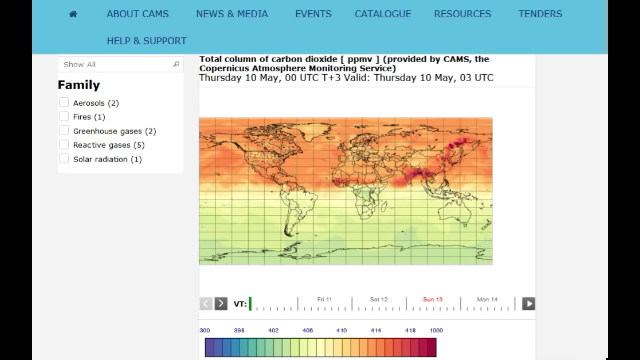 ABOUT CAMS NEWS & MEDIA EVENTS CATALOGUE RESOURCES TENDERS
HELP & SUPPORT
Show All
Family
Aerosols (2)
Fires (1)
Greenhouse gases (2)
Reactive gases (5)
Solar radiation (1)
Total column of carbon dioxide [ ppmv ] (provided by CAMS, the
Copernicus Atmosphere Monitoring Service)
Thursday 10 May, 00 UTC T+3 Valid: Thursday 10 May, 03 UTC
VT: Fri 11 Sat 12 Sun 13 Mon 14
300 398 402 406 410 414 418 1000